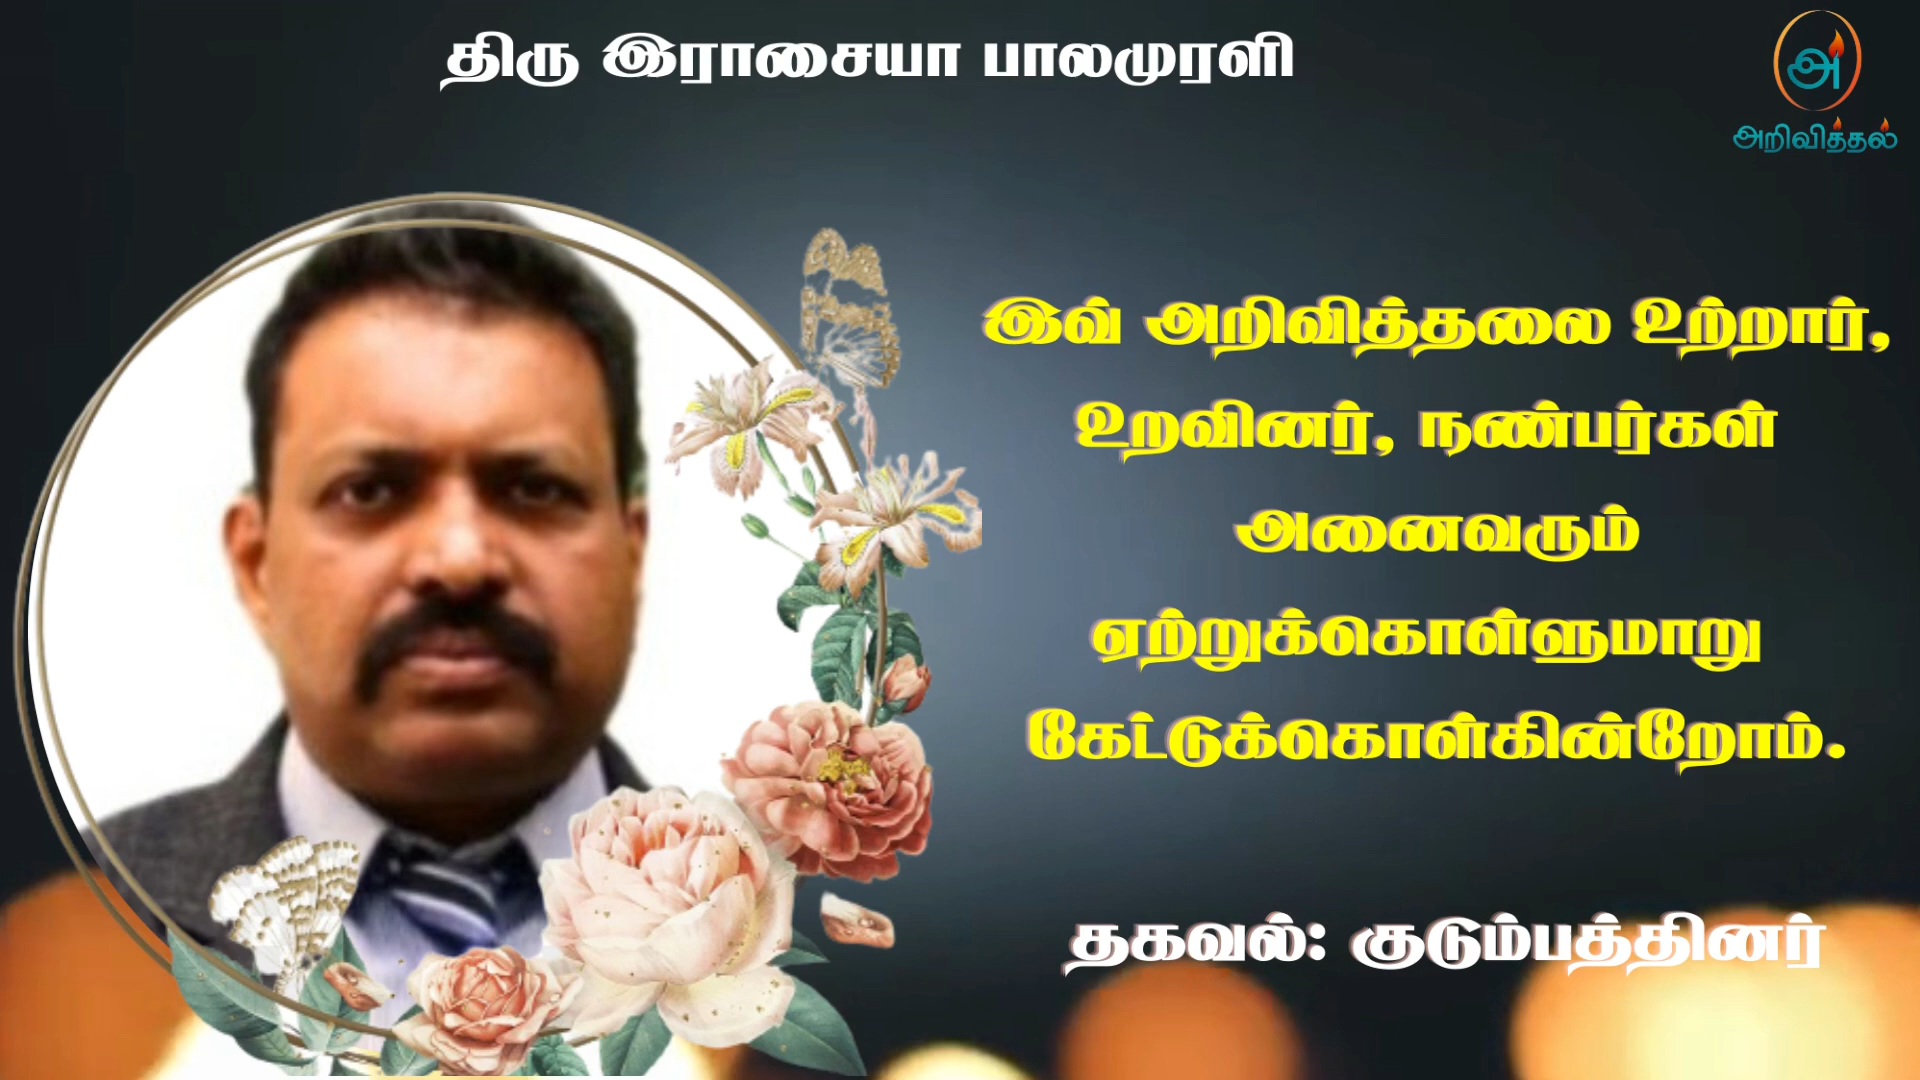 திரு இராசையா பாலமுரளி
அ
அறிவித்தல்
இவ் அறிவித்தலை உற்றார்,
உறவினர், நண்பர்கள்
அனைவரும்
ஏற்றுக்கொள்ளுமாறு
கேட்டுக்கொள்கின்றோம்.
தகவல்: குடும்பத்தினர்